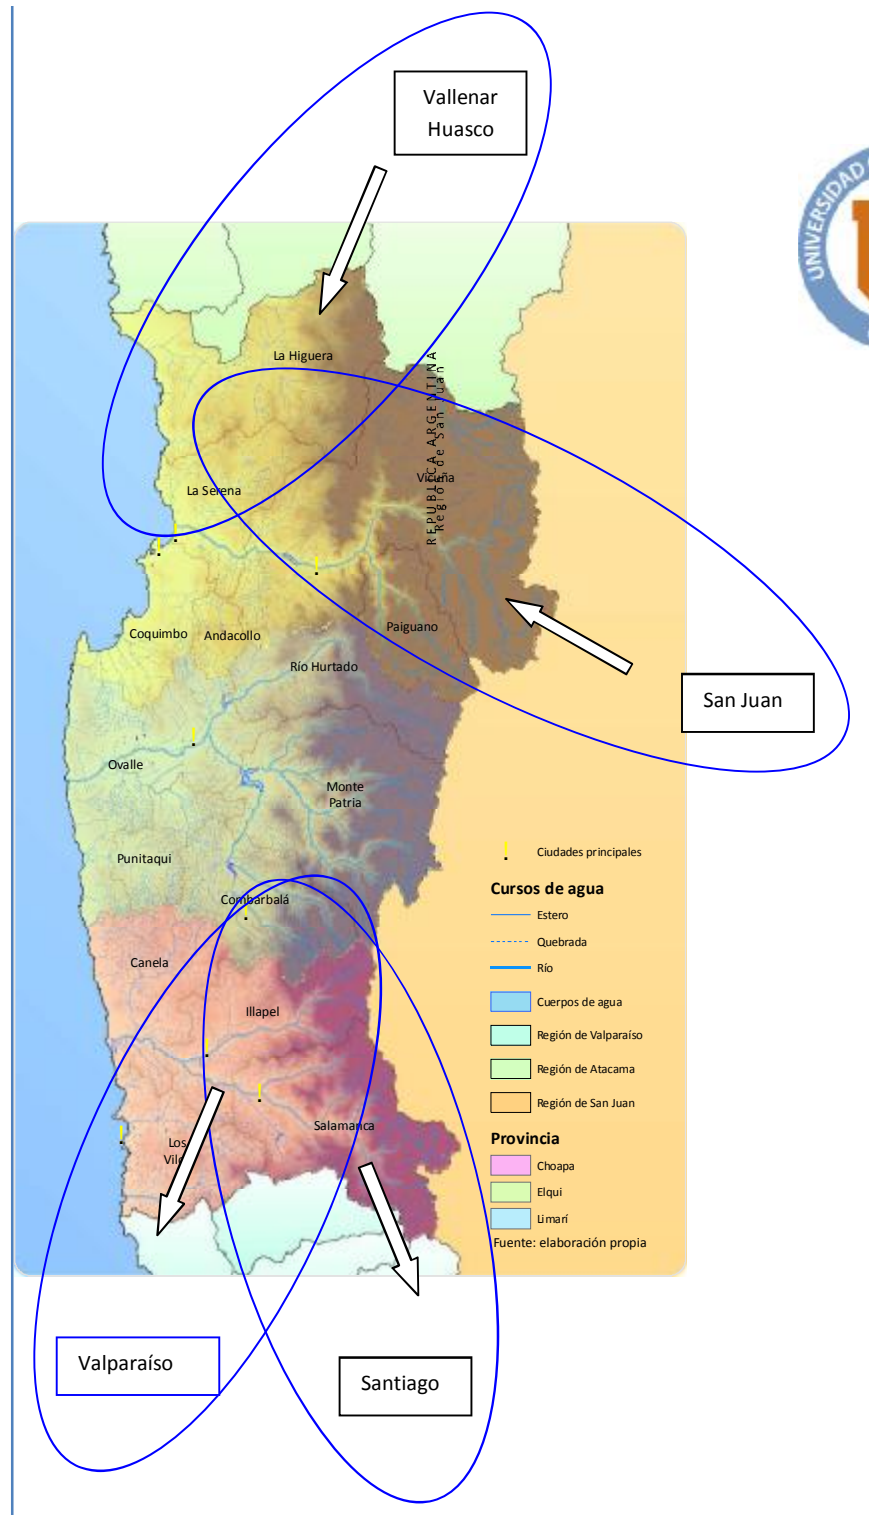 Vallenar
Huasco
UNIVERSIDAD
La Higuera
REPUBLICA ARGENTINA
Región de San Juan
Vicuña
La Serena
Coquimbo
Andacollo
Paiguano
Río Hurtado
San Juan
Ovalle
Monte
Patria
Punitaqui
Ciudades principales
Cursos de agua
Combarbalá
Estero
Quebrada
Canela
Río
Illapel
Cuerpos de agua
Región de Valparaíso
Región de Atacama
Región de San Juan
Salamanca
Los
Provincia
Choapa
Elqui
Limarí
Fuente: elaboración propia
Valparaíso
Santiago